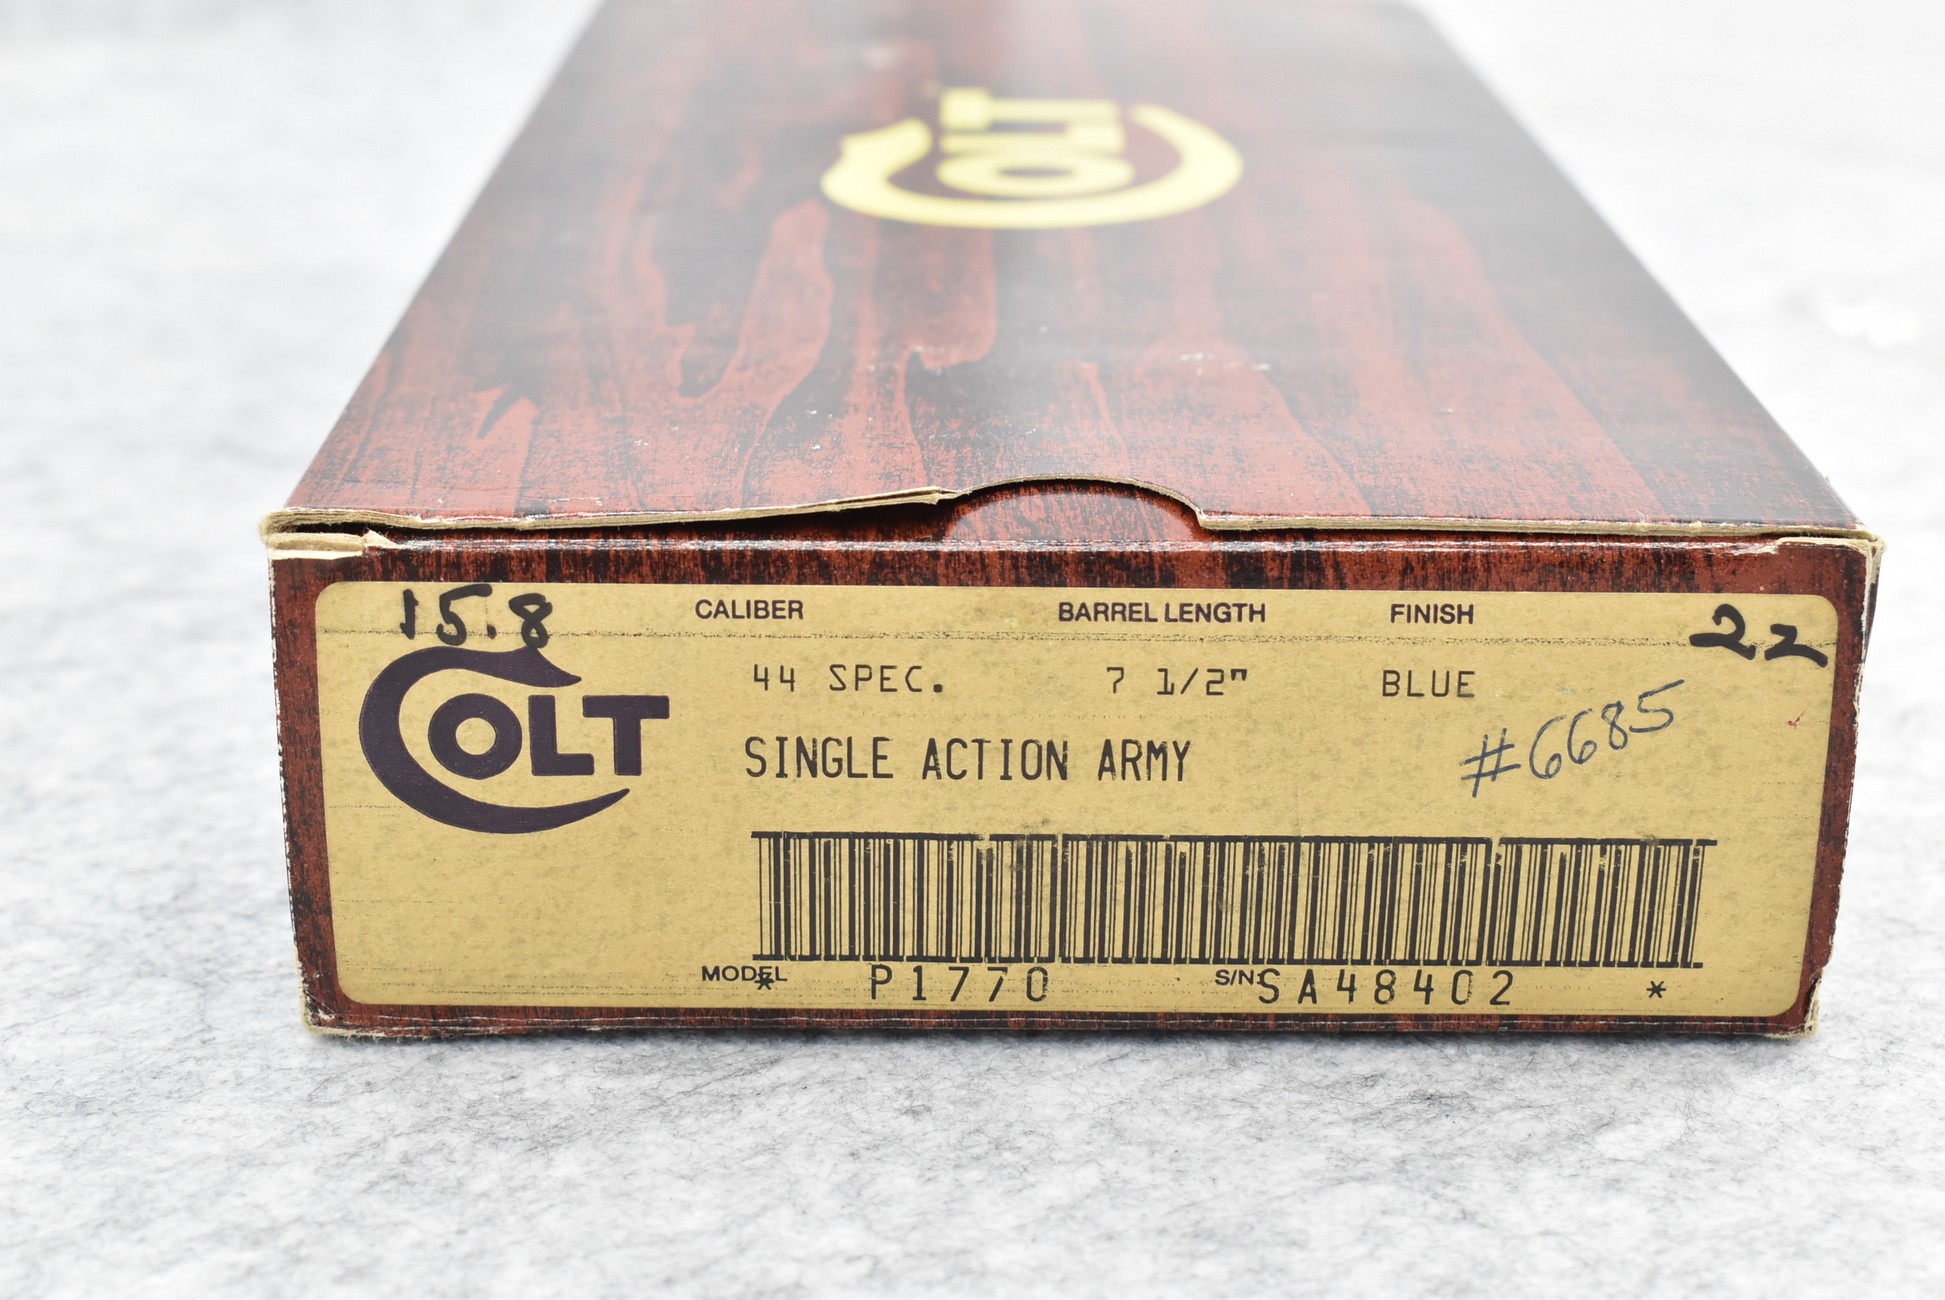 COLT
15.8 CALIBER BARREL LENGTH FINISH 22
44 SPEC. 7 1/2" BLUE
COLT
SINGLE ACTION ARMY #6685
MODEL P1770 S/N: SA48402
* *